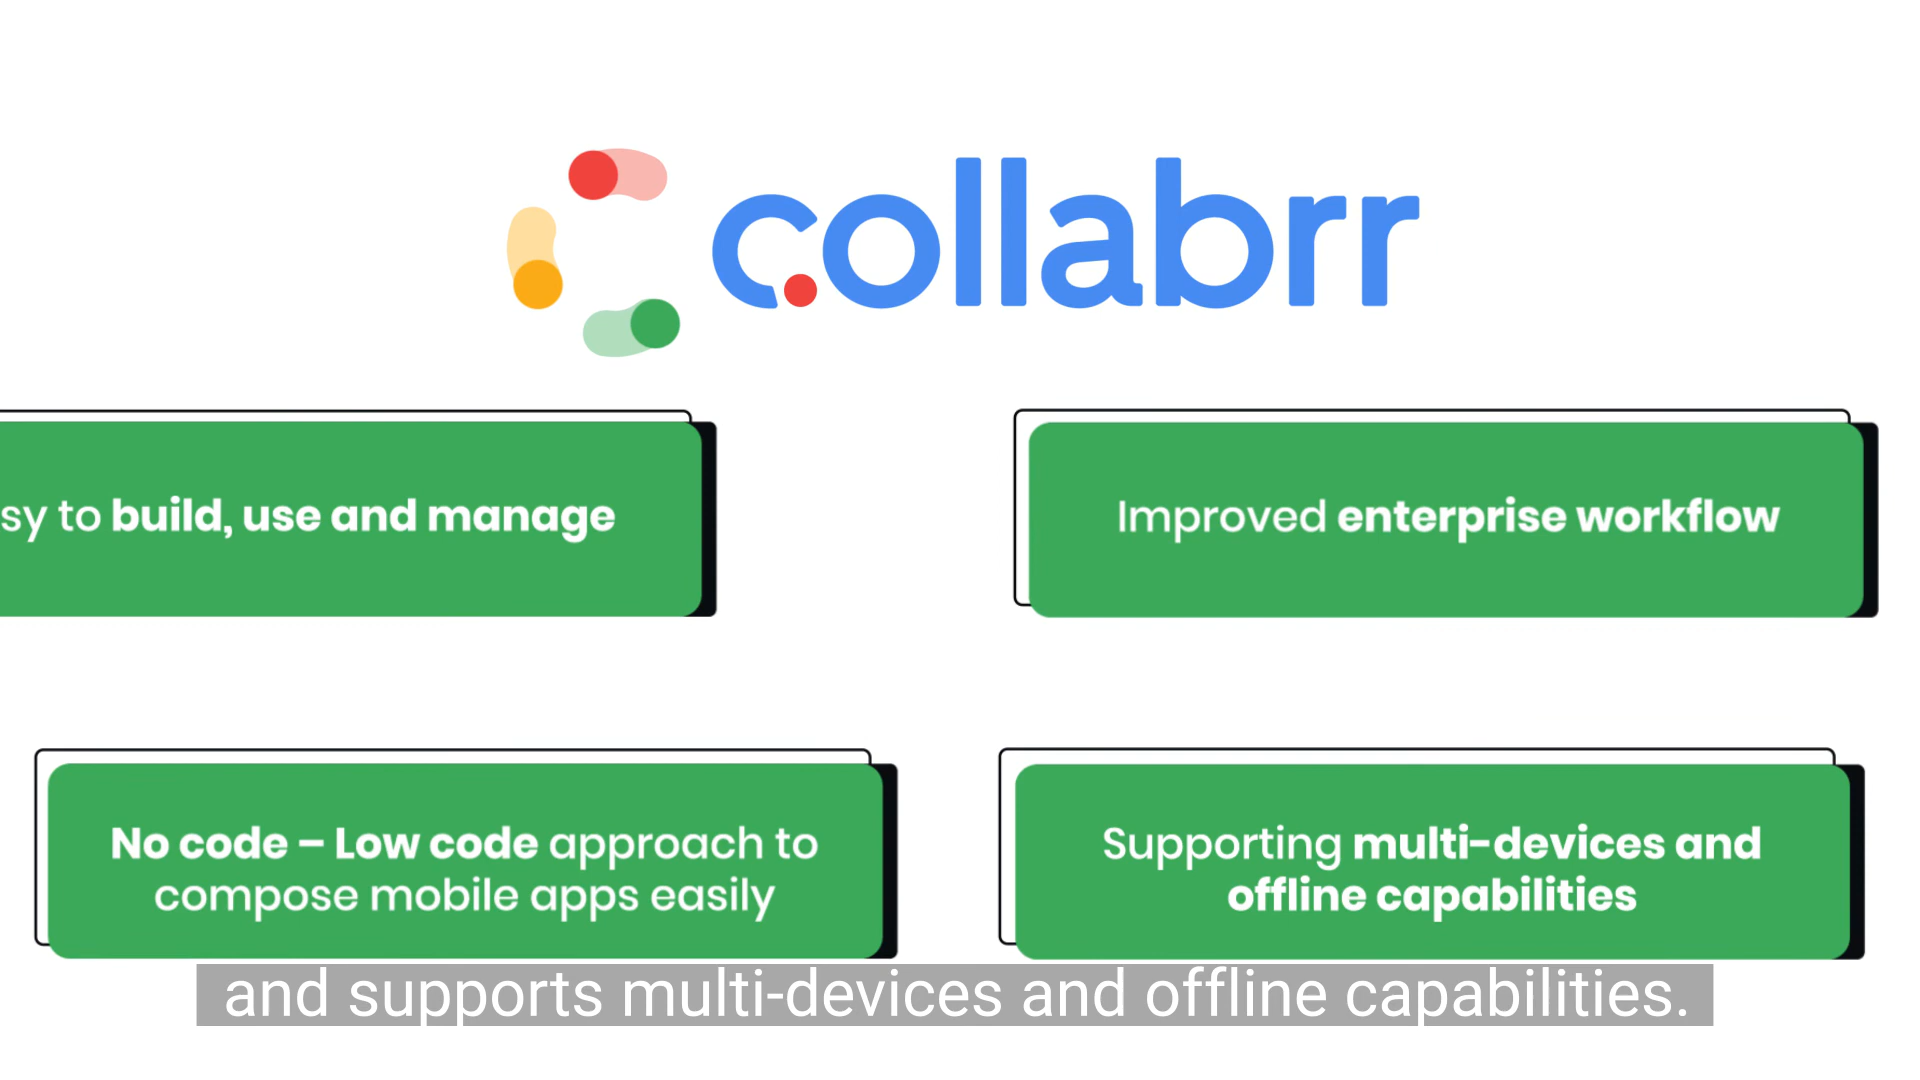 collabrr
sy to build, use and manage
Improved enterprise workflow
No code – Low code approach to
compose mobile apps easily
Supporting multi-devices and
offline capabilities
and supports multi-devices and offline capabilities.